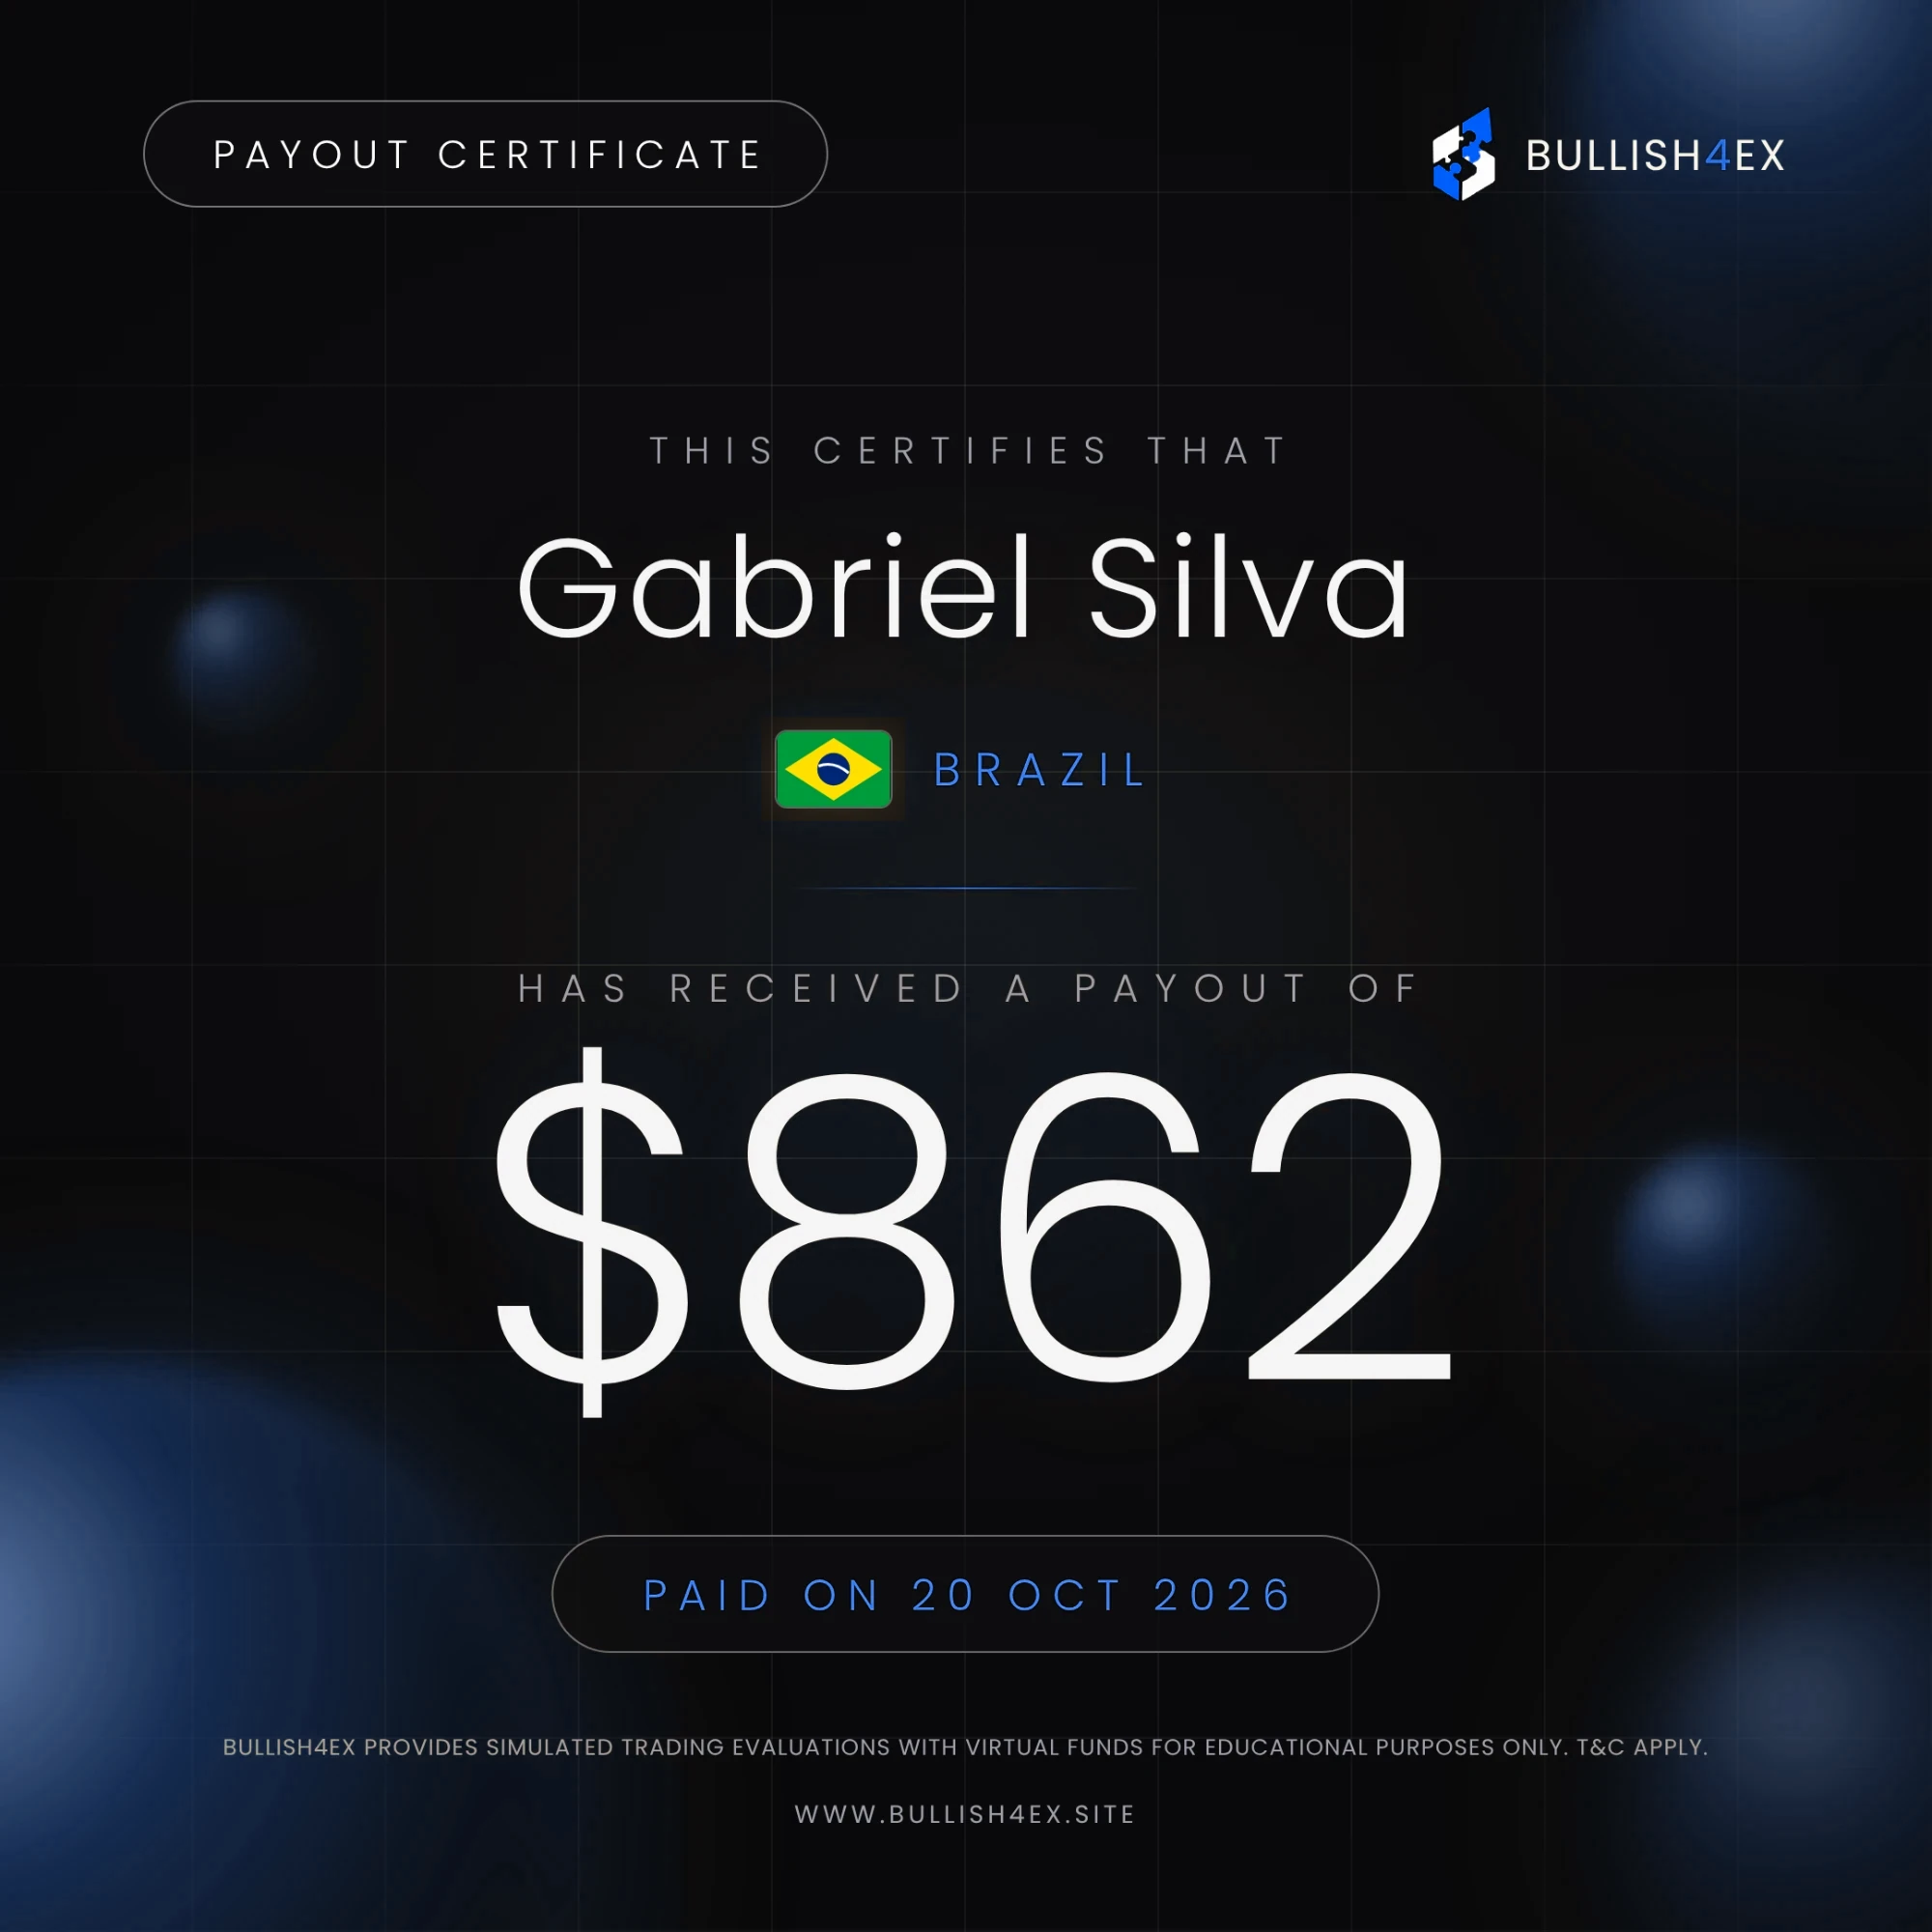 PAYOUT CERTIFICATE
BULLISH4EX
THIS CERTIFIES THAT
Gabriel Silva
BRAZIL
HAS RECEIVED A PAYOUT OF
$862
PAID ON 20 OCT 2026
BULLISH4EX PROVIDES SIMULATED TRADING EVALUATIONS WITH VIRTUAL FUNDS FOR EDUCATIONAL PURPOSES ONLY. T&C APPLY.
WWW.BULLISH4EX.SITE